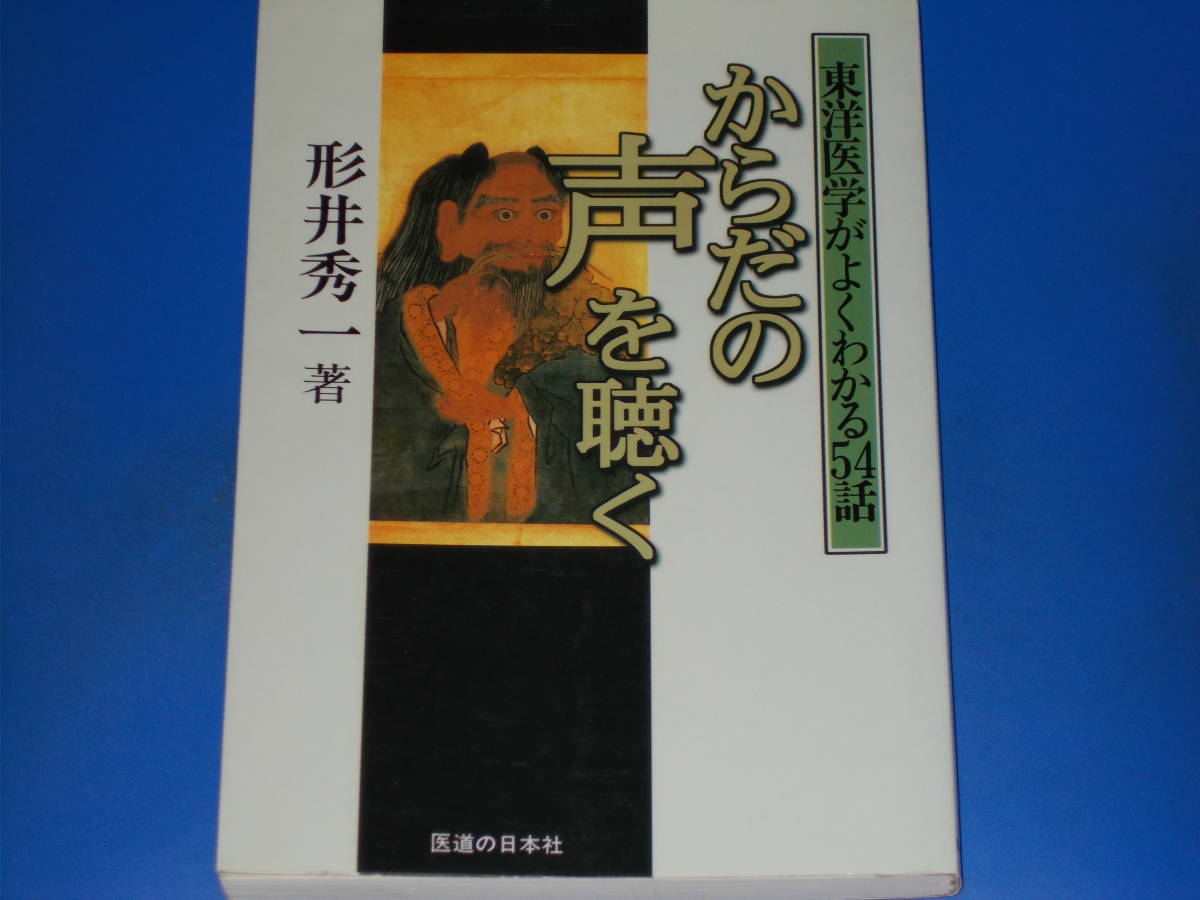 東洋医学がよくわかる54話
からだの
声を聴く
形井秀一 著
医道の日本社